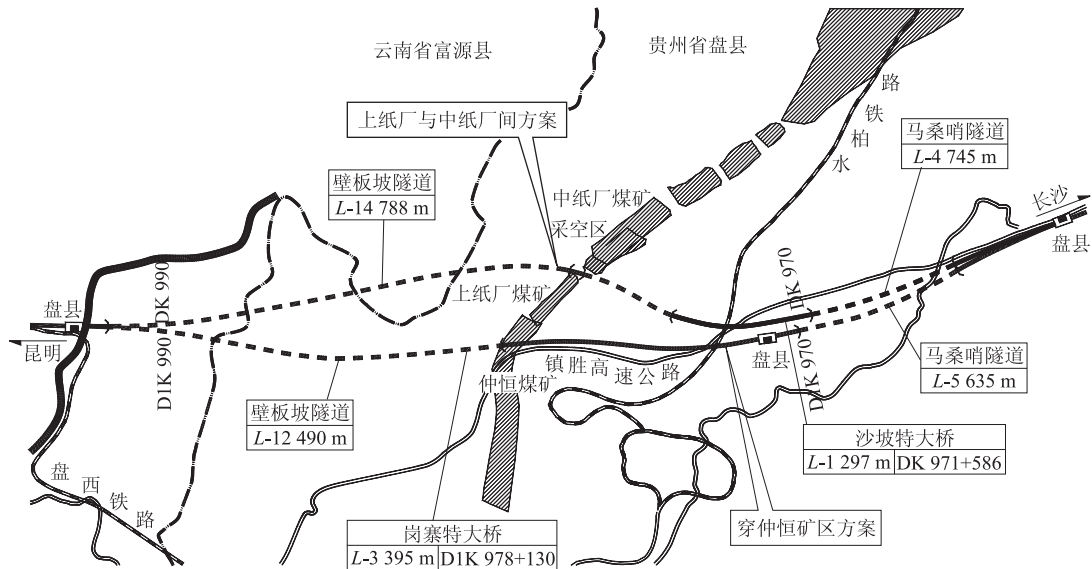 云南省富源县
贵州省盘县
上纸厂与中纸厂间方案
水柏铁路
马桑哨隧道
L-4 745 m
壁板坡隧道
L-14 788 m
中纸厂煤矿
采空区
长沙
盘县
DK 990
DK 970
上纸厂煤矿
盘县
昆明
D1K 990
镇胜高速公路
盘县
D1K 970
马桑哨隧道
L-5 635 m
仲恒煤矿
壁板坡隧道
L-12 490 m
沙坡特大桥
L-1 297 m DK 971+586
盘西铁路
岗寨特大桥
L-3 395 m D1K 978+130
穿仲恒矿区方案